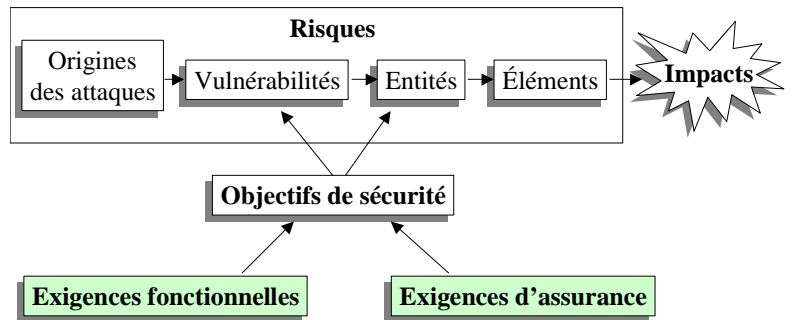 Risques
Origines
des attaques
Vulnérabilités
Entités
Éléments
Impacts
Objectifs de sécurité
Exigences fonctionnelles
Exigences d'assurance